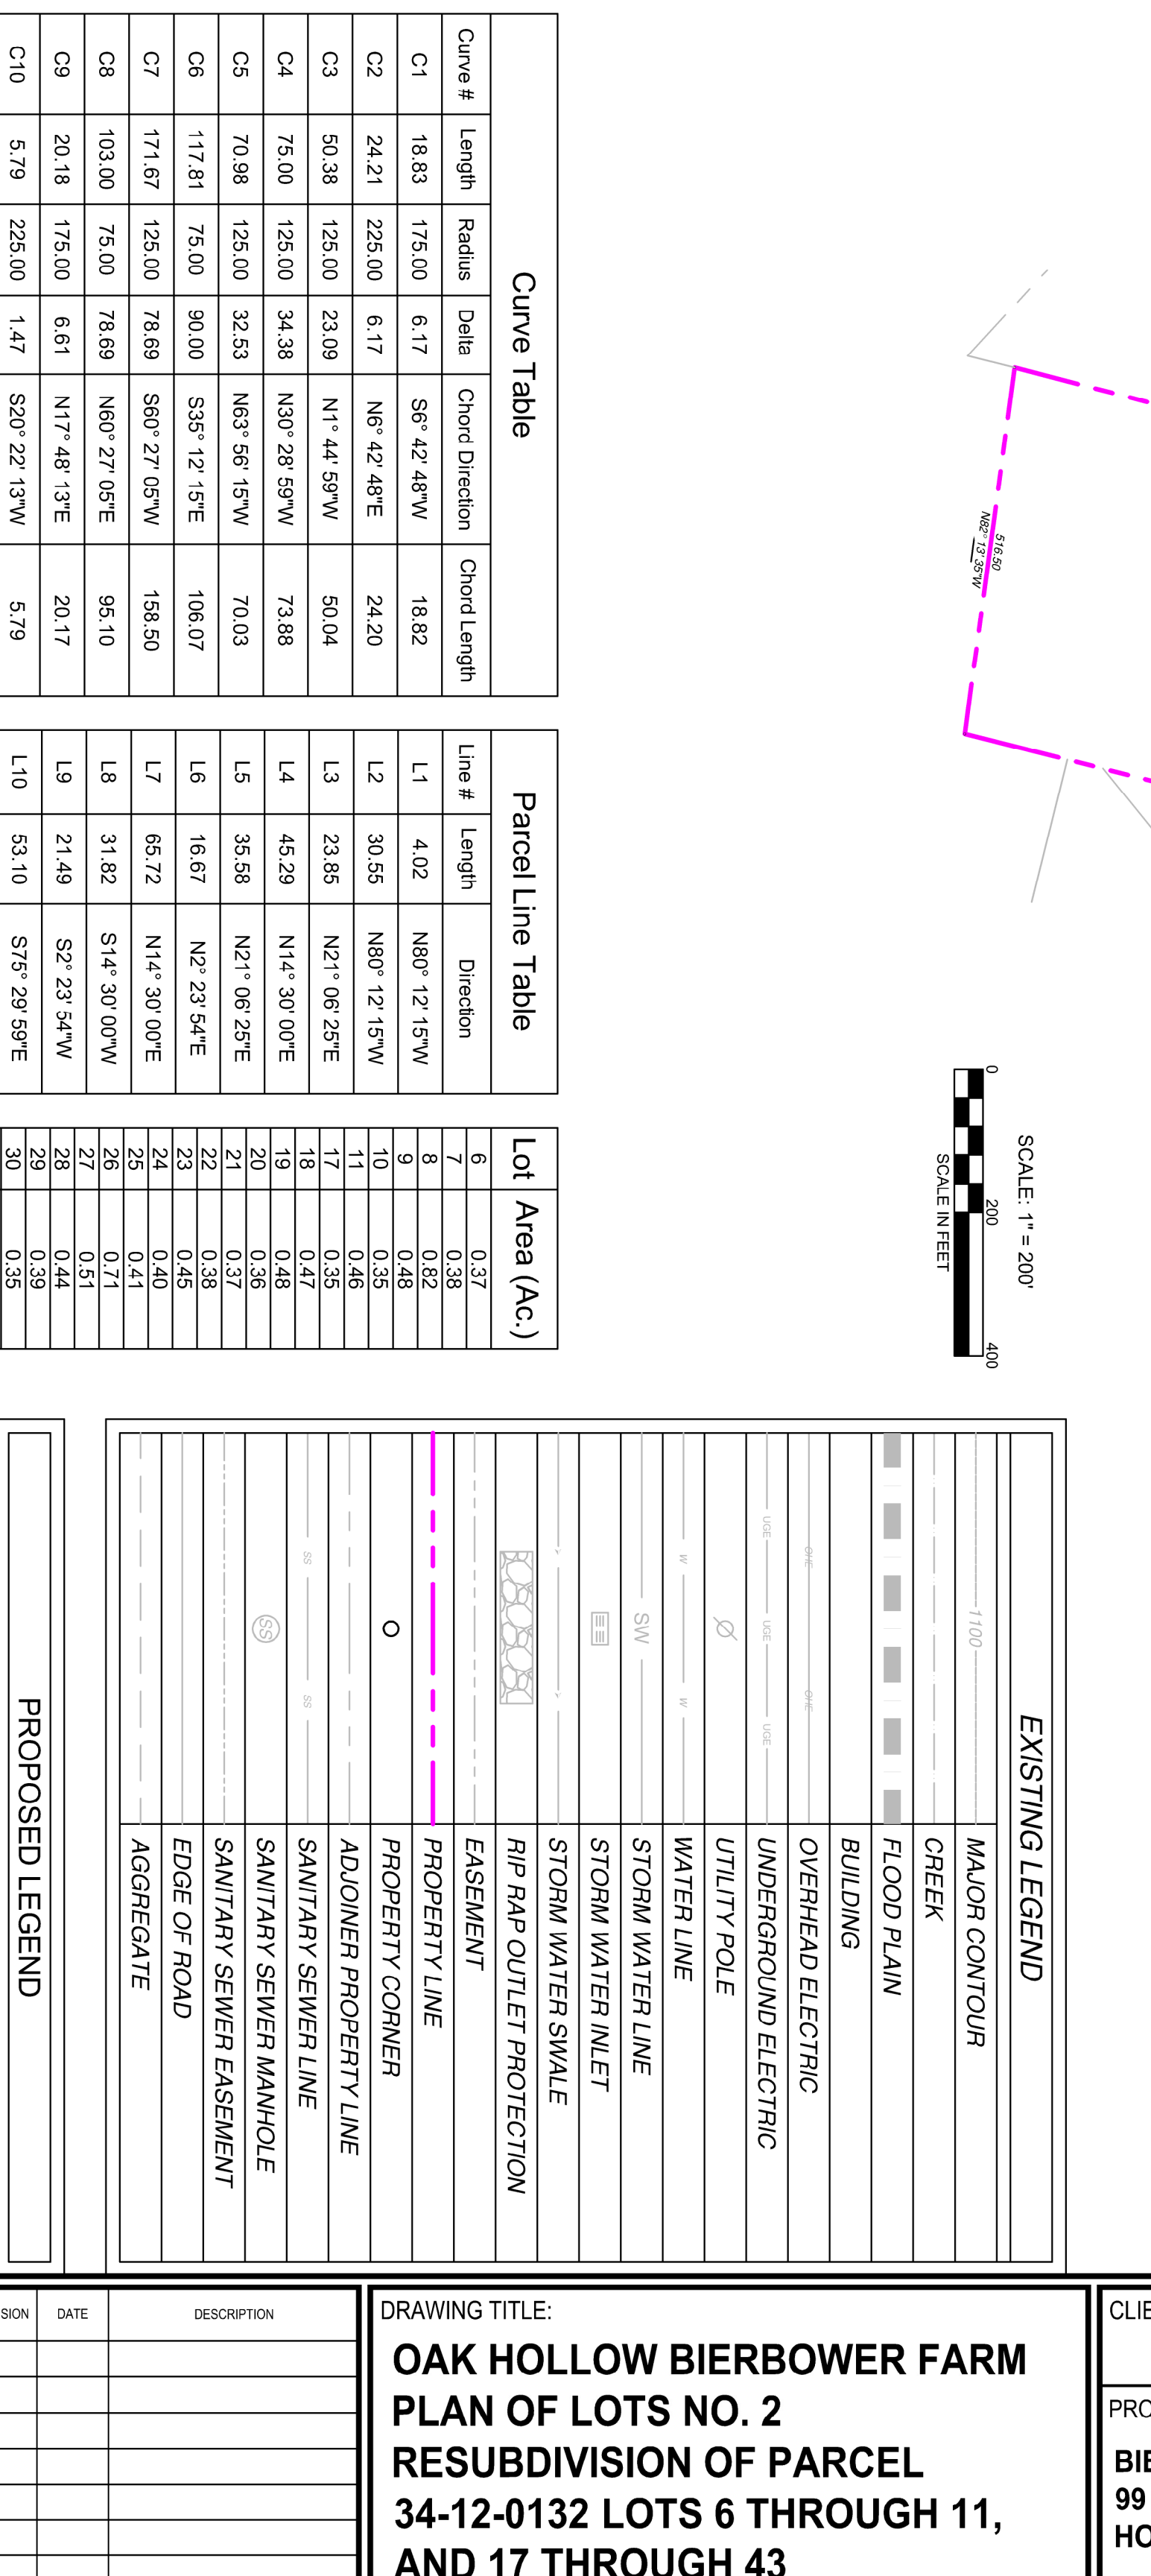 Curve Table
Curve # Length Radius Delta Chord Direction Chord Length
C1 18.83 175.00 6.17 S6° 42' 48"W 18.82
C2 24.21 225.00 6.17 N6° 42' 48"E 24.20
C3 50.38 125.00 23.09 N1° 44' 59"W 50.04
C4 75.00 125.00 34.38 N30° 28' 59"W 73.88
C5 70.98 125.00 32.53 N63° 56' 15"W 70.03
C6 117.81 75.00 90.00 S35° 12' 15"E 106.07
C7 171.67 125.00 78.69 S60° 27' 05"W 158.50
C8 103.00 75.00 78.69 N60° 27' 05"E 95.10
C9 20.18 175.00 6.61 N17° 48' 13"E 20.17
C10 5.79 225.00 1.47 S20° 22' 13"W 5.79
Parcel Line Table
Line # Length Direction
L1 4.02 N80° 12' 15"W
L2 30.55 N80° 12' 15"W
L3 23.85 N21° 06' 25"E
L4 45.29 N14° 30' 00"E
L5 35.58 N21° 06' 25"E
L6 16.67 N2° 23' 54"E
L7 65.72 N14° 30' 00"E
L8 31.82 S14° 30' 00"W
L9 21.49 S2° 23' 54"W
L10 53.10 S75° 29' 59"E
Lot Area (Ac.)
6 0.37
7 0.38
8 0.82
9 0.48
10 0.35
11 0.46
17 0.35
18 0.47
19 0.48
20 0.36
21 0.37
22 0.38
23 0.45
24 0.40
25 0.41
26 0.71
27 0.51
28 0.44
29 0.39
30 0.35
516.50
N82° 13' 35"W
SCALE: 1" = 200'
0 200 400
SCALE IN FEET
EXISTING LEGEND
1100 MAJOR CONTOUR
CREEK
FLOOD PLAIN
BUILDING
OHE OHE OVERHEAD ELECTRIC
UGE UGE UGE UNDERGROUND ELECTRIC
UTILITY POLE
W W WATER LINE
SW STORM WATER LINE
STORM WATER INLET
STORM WATER SWALE
RIP RAP OUTLET PROTECTION
EASEMENT
PROPERTY LINE
PROPERTY CORNER
ADJOINER PROPERTY LINE
SS SS SANITARY SEWER LINE
SS SANITARY SEWER MANHOLE
SANITARY SEWER EASEMENT
EDGE OF ROAD
AGGREGATE
PROPOSED LEGEND
SION DATE DESCRIPTION
DRAWING TITLE:
OAK HOLLOW BIERBOWER FARM
PLAN OF LOTS NO. 2
RESUBDIVISION OF PARCEL
34-12-0132 LOTS 6 THROUGH 11,
AND 17 THROUGH 43
CLIE
PRO
BIE
99
HO